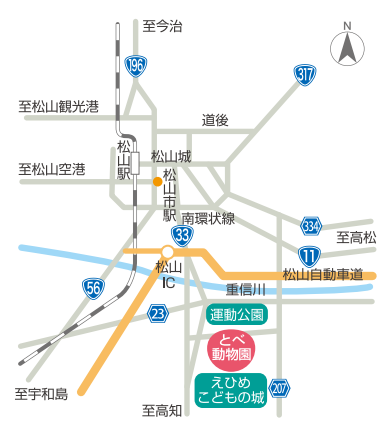 至今治
N
196
317
至松山観光港
道後
松山駅
松山城
至松山空港
松山市駅
南環状線
334
33
至高松
11
松山IC
松山自動車道
56
重信川
23
運動公園
とべ
動物園
えひめ
こどもの城
207
至宇和島
至高知